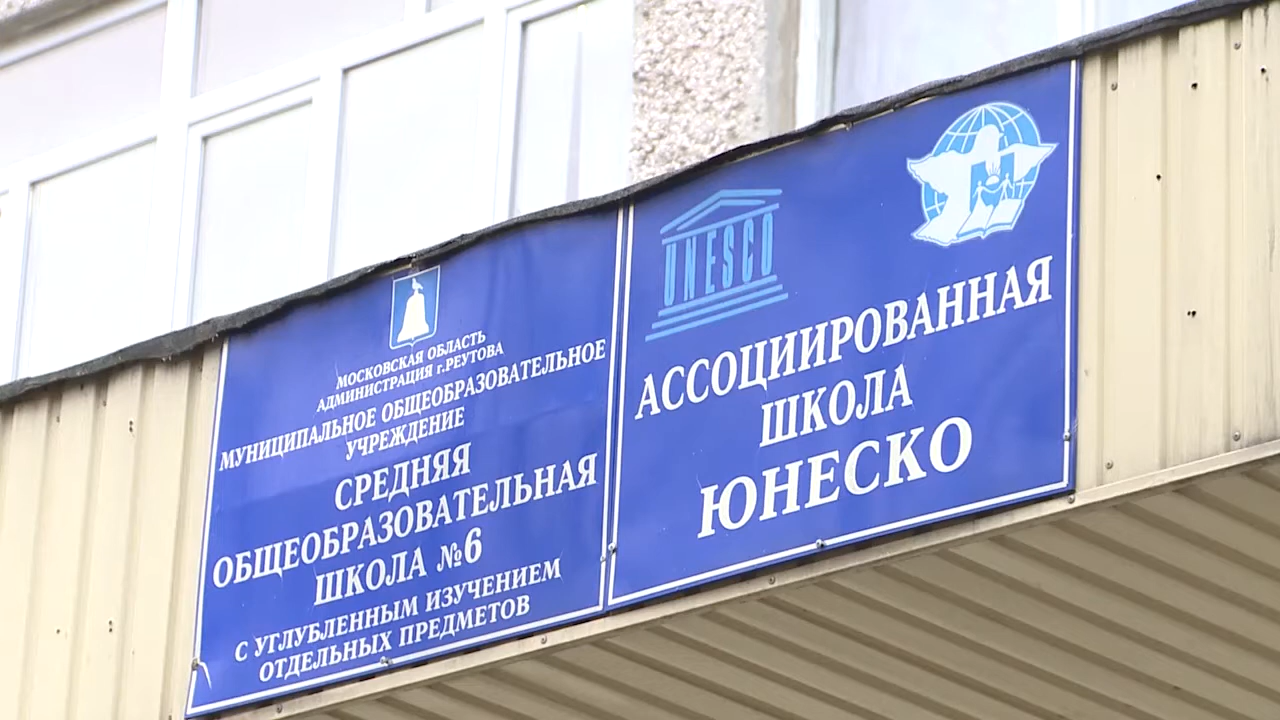 МОСКОВСКАЯ ОБЛАСТЬ
АДМИНИСТРАЦИЯ г.РЕУТОВА
МУНИЦИПАЛЬНОЕ ОБЩЕОБРАЗОВАТЕЛЬНОЕ
УЧРЕЖДЕНИЕ
СРЕДНЯЯ
ОБЩЕОБРАЗОВАТЕЛЬНАЯ
ШКОЛА №6
С УГЛУБЛЕННЫМ ИЗУЧЕНИЕМ
ОТДЕЛЬНЫХ ПРЕДМЕТОВ
UNESCO
АССОЦИИРОВАННАЯ
ШКОЛА
ЮНЕСКО